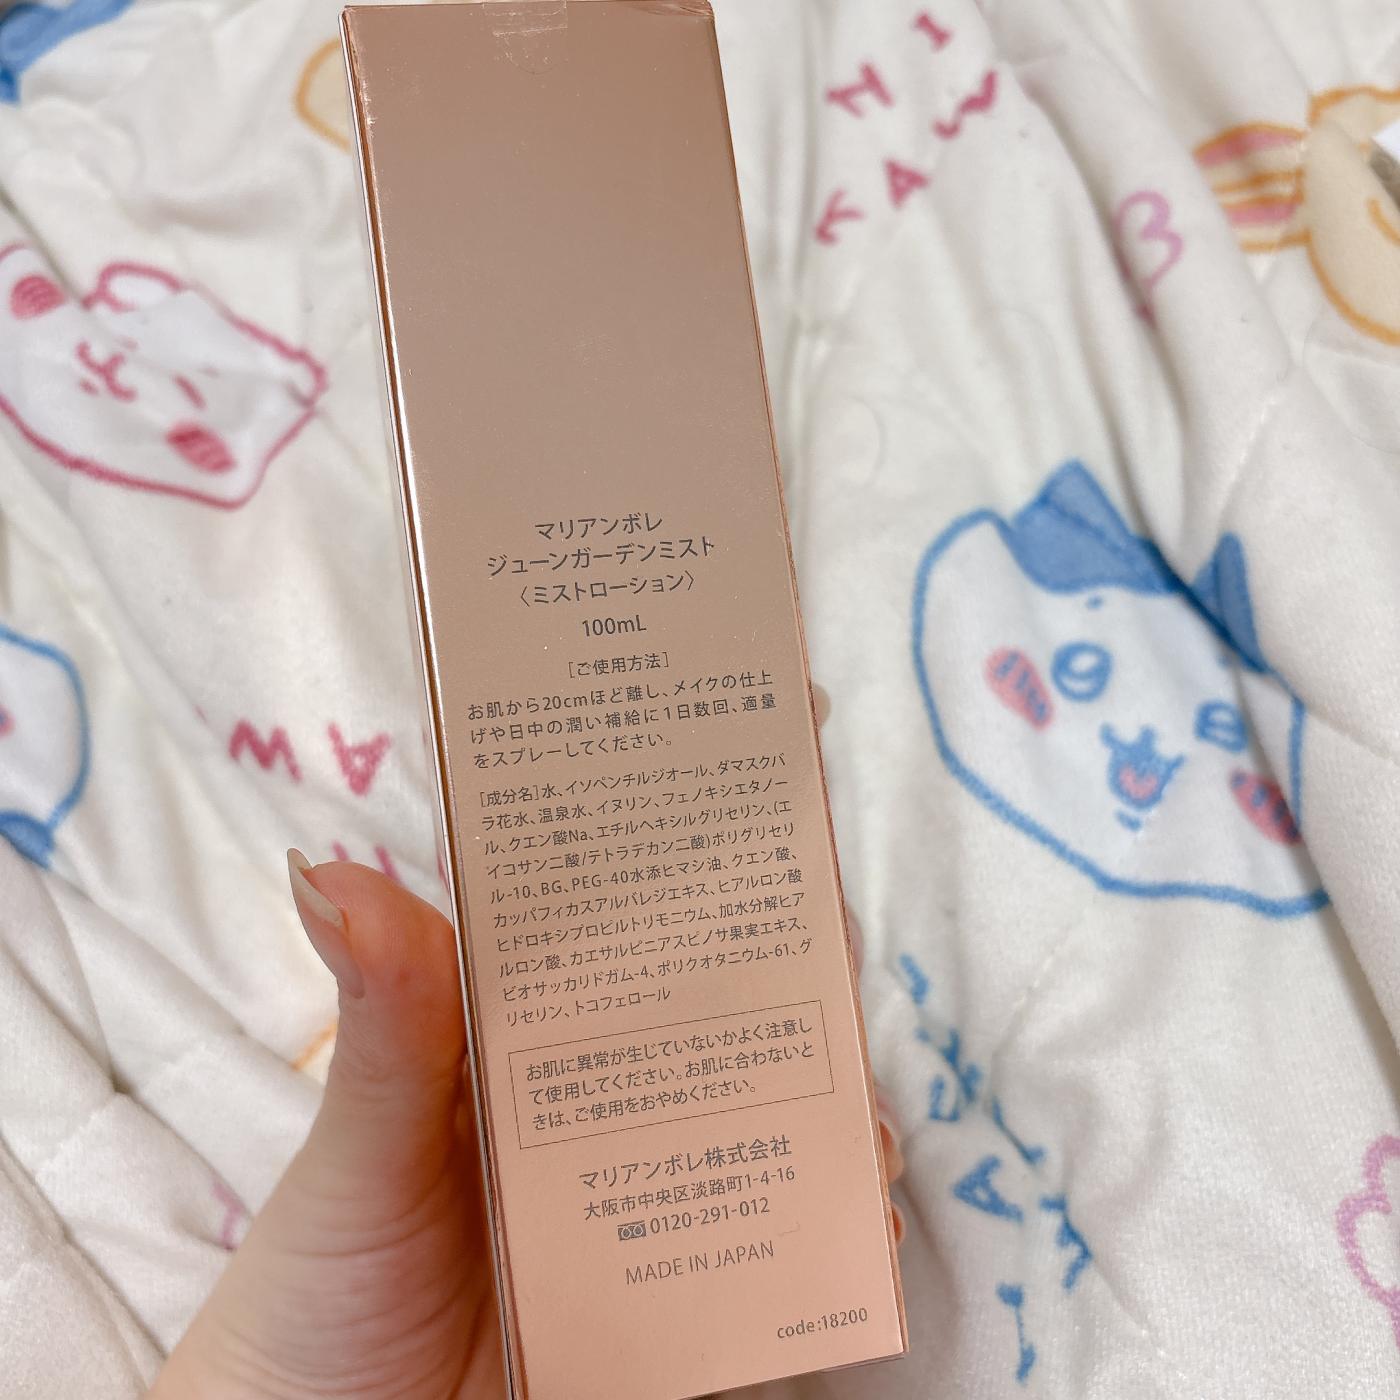 マリアンボレ
ジューンガーデンミスト
〈ミストローション〉
100mL
［ご使用方法］
お肌から20cmほど離し、メイクの仕上
げや日中の潤い補給に1日数回、適量
をスプレーしてください。
［成分名］水、イソペンチルジオール、ダマスクバ
ラ花水、温泉水、イヌリン、フェノキシエタノー
ル、クエン酸Na、エチルヘキシルグリセリン、(エ
イコサン二酸/テトラデカン二酸)ポリグリセリ
ル-10、BG、PEG-40水添ヒマシ油、クエン酸、
カッパフィカスアルバレジエキス、ヒアルロン酸
ヒドロキシプロピルトリモニウム、加水分解ヒア
ルロン酸、カエサルピニアスピノサ果実エキス、
ビオサッカリドガム-4、ポリクオタニウム-61、グ
リセリン、トコフェロール
お肌に異常が生じていないかよく注意し
て使用してください。お肌に合わないと
きは、ご使用をおやめください。
マリアンボレ株式会社
大阪市中央区淡路町1-4-16
0120-291-012
MADE IN JAPAN
code:18200